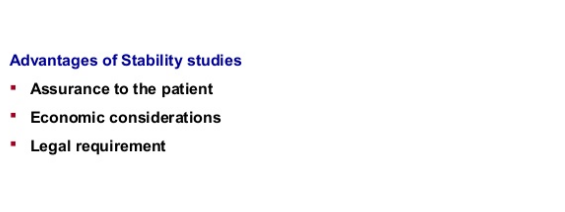 Advantages of Stability studies
▪ Assurance to the patient
▪ Economic considerations
▪ Legal requirement